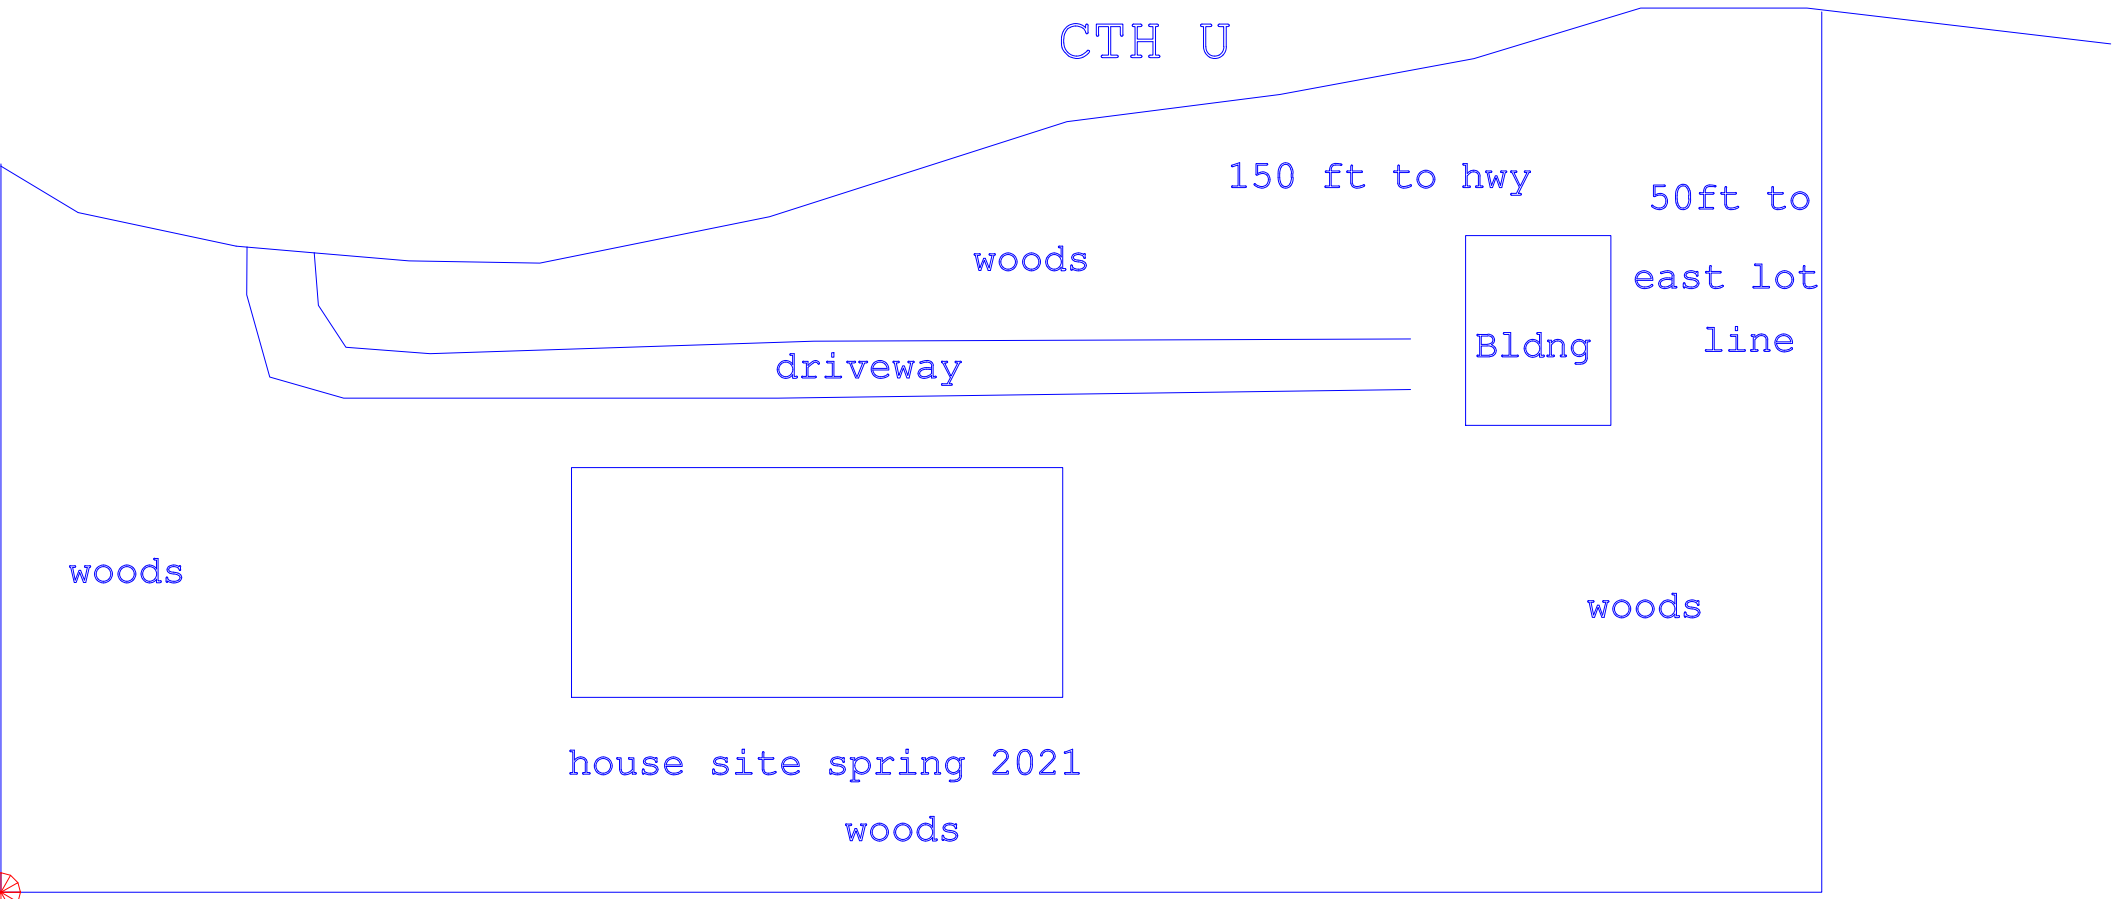 CTH U
150 ft to hwy
50ft to
east lot
line
woods
Bldng
driveway
woods
woods
house site spring 2021
woods